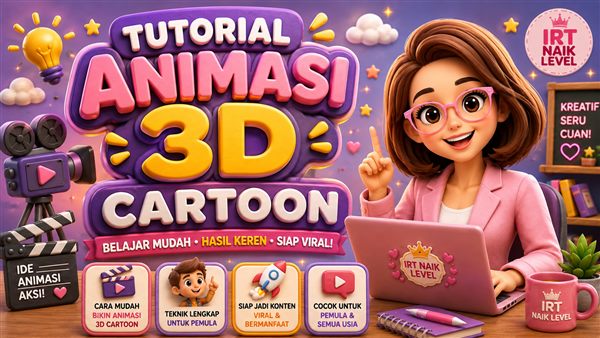 TUTORIAL
ANIMASI
3D
CARTOON
BELAJAR MUDAH • HASIL KEREN • SIAP VIRAL!
IRT
NAIK
LEVEL
KREATIF
SERU
CUAN!
IDE
ANIMASI
AKSI!
CARA MUDAH
BIKIN ANIMASI
3D CARTOON
TEKNIK LENGKAP
UNTUK PEMULA
SIAP JADI KONTEN
VIRAL &
BERMANFAAT
COCOK UNTUK
PEMULA &
SEMUA USIA
IRT NAIK
LEVEL
IRT
NAIK LEVEL